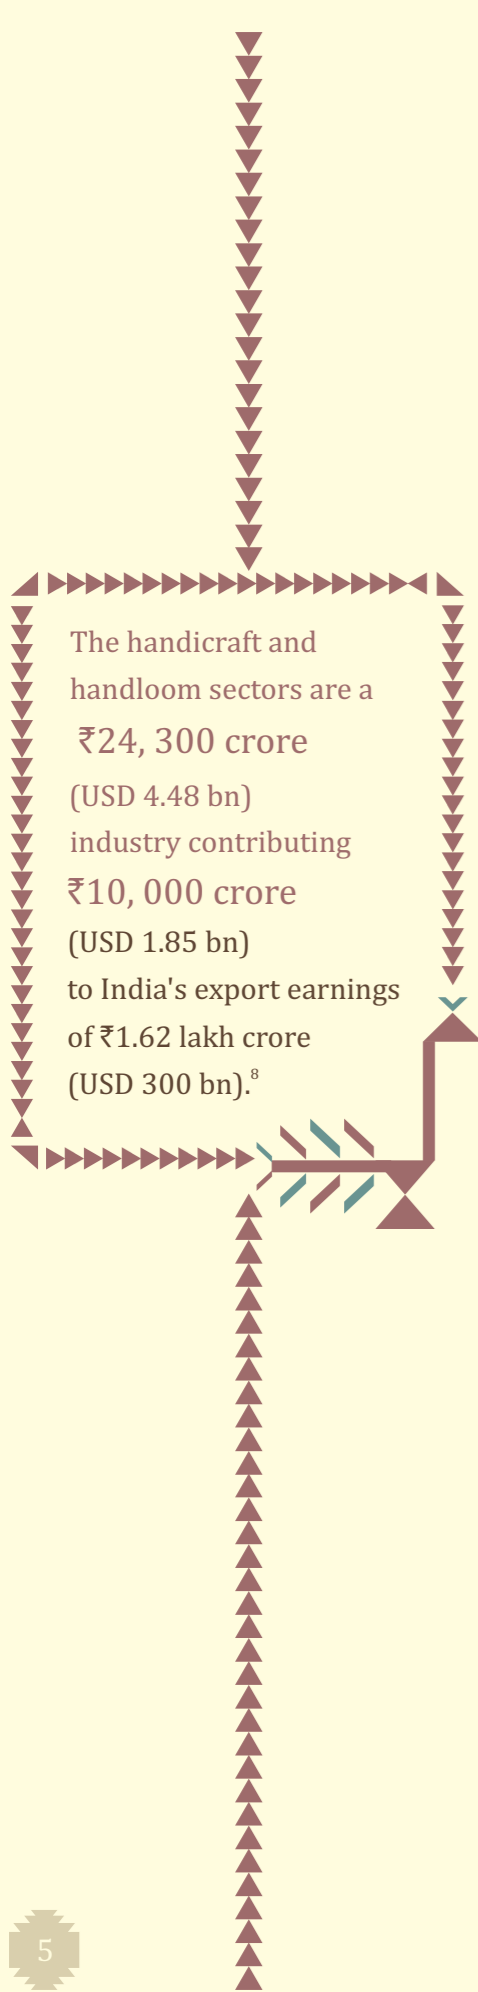 The handicraft and
handloom sectors are a
₹24, 300 crore
(USD 4.48 bn)
industry contributing
₹10, 000 crore
(USD 1.85 bn)
to India's export earnings
of ₹1.62 lakh crore
(USD 300 bn).⁸
5